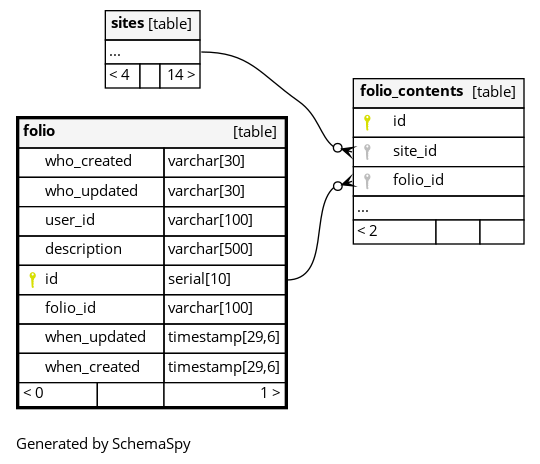 sites [table]
...
< 4 14 >
folio_contents [table]
id
site_id
folio_id
...
< 2
folio [table]
who_created varchar[30]
who_updated varchar[30]
user_id varchar[100]
description varchar[500]
id serial[10]
folio_id varchar[100]
when_updated timestamp[29,6]
when_created timestamp[29,6]
< 0 1 >
Generated by SchemaSpy